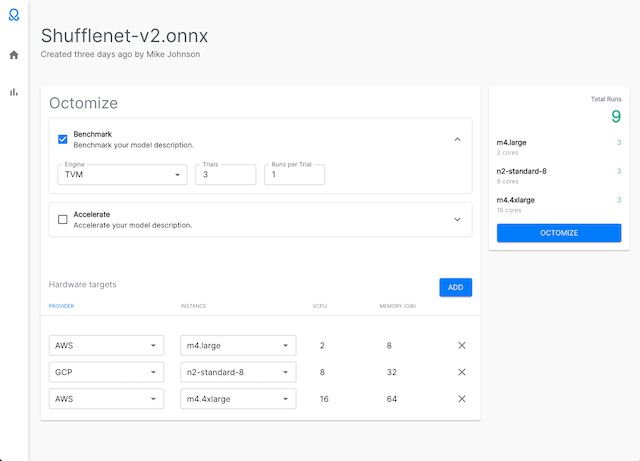 Shufflenet-v2.onnx
Created three days ago by Mike Johnson
Octomize
Benchmark
Benchmark your model description.
Engine
TVM
Trials
3
Runs per Trial
1
Accelerate
Accelerate your model description.
Hardware targets
ADD
PROVIDER INSTANCE VCPU MEMORY (GIB)
AWS m4.large 2 8
GCP n2-standard-8 8 32
AWS m4.4xlarge 16 64
Total Runs
9
m4.large 3
2 cores
n2-standard-8 3
8 cores
m4.4xlarge 3
16 cores
OCTOMIZE